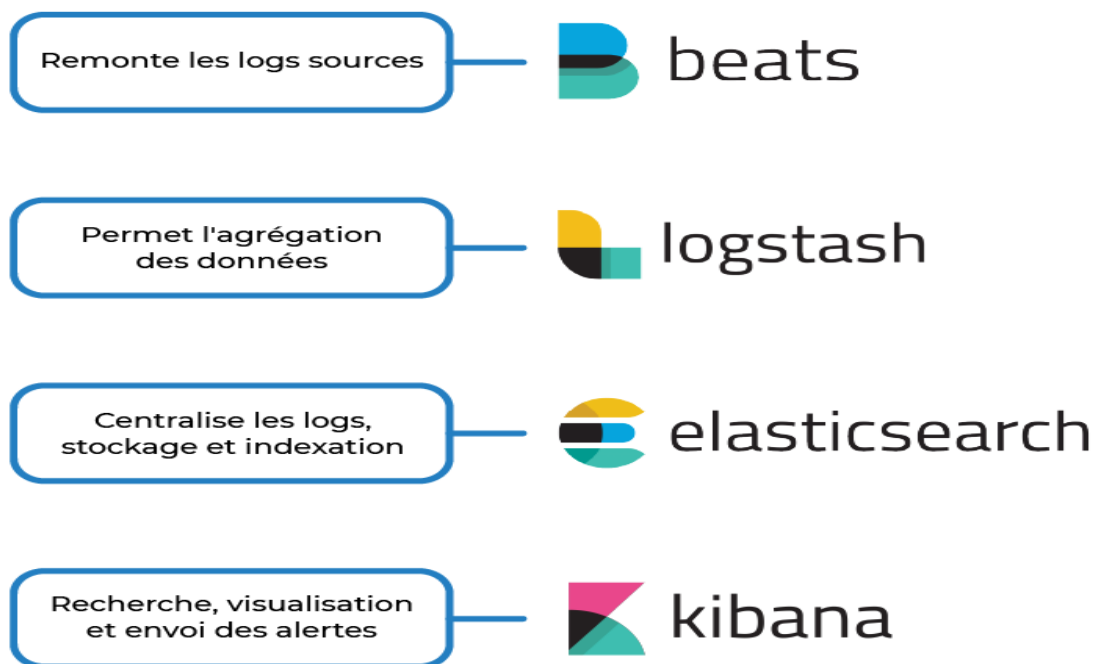 Remonte les logs sources
beats
Permet l'agrégation
des données
logstash
Centralise les logs,
stockage et indexation
elasticsearch
Recherche, visualisation
et envoi des alertes
kibana